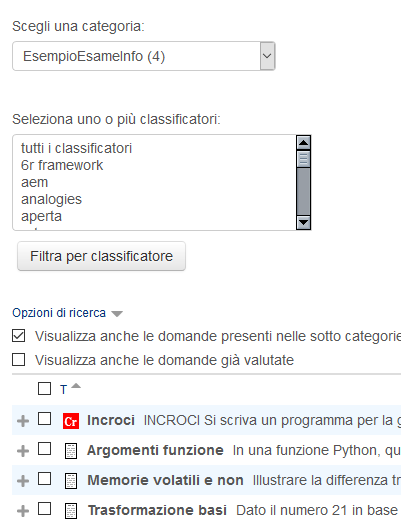 Scegli una categoria:
EsempioEsameInfo (4)
Seleziona uno o più classificatori:
tutti i classificatori
6r framework
aem
analogies
aperta
Filtra per classificatore
Opzioni di ricerca
Visualizza anche le domande presenti nelle sotto categorie
Visualizza anche le domande già valutate
T
Cr Incroci INCROCI Si scriva un programma per la g
Argomenti funzione In una funzione Python, qu
Memorie volatili e non Illustrare la differenza tr
Trasformazione basi Dato il numero 21 in base